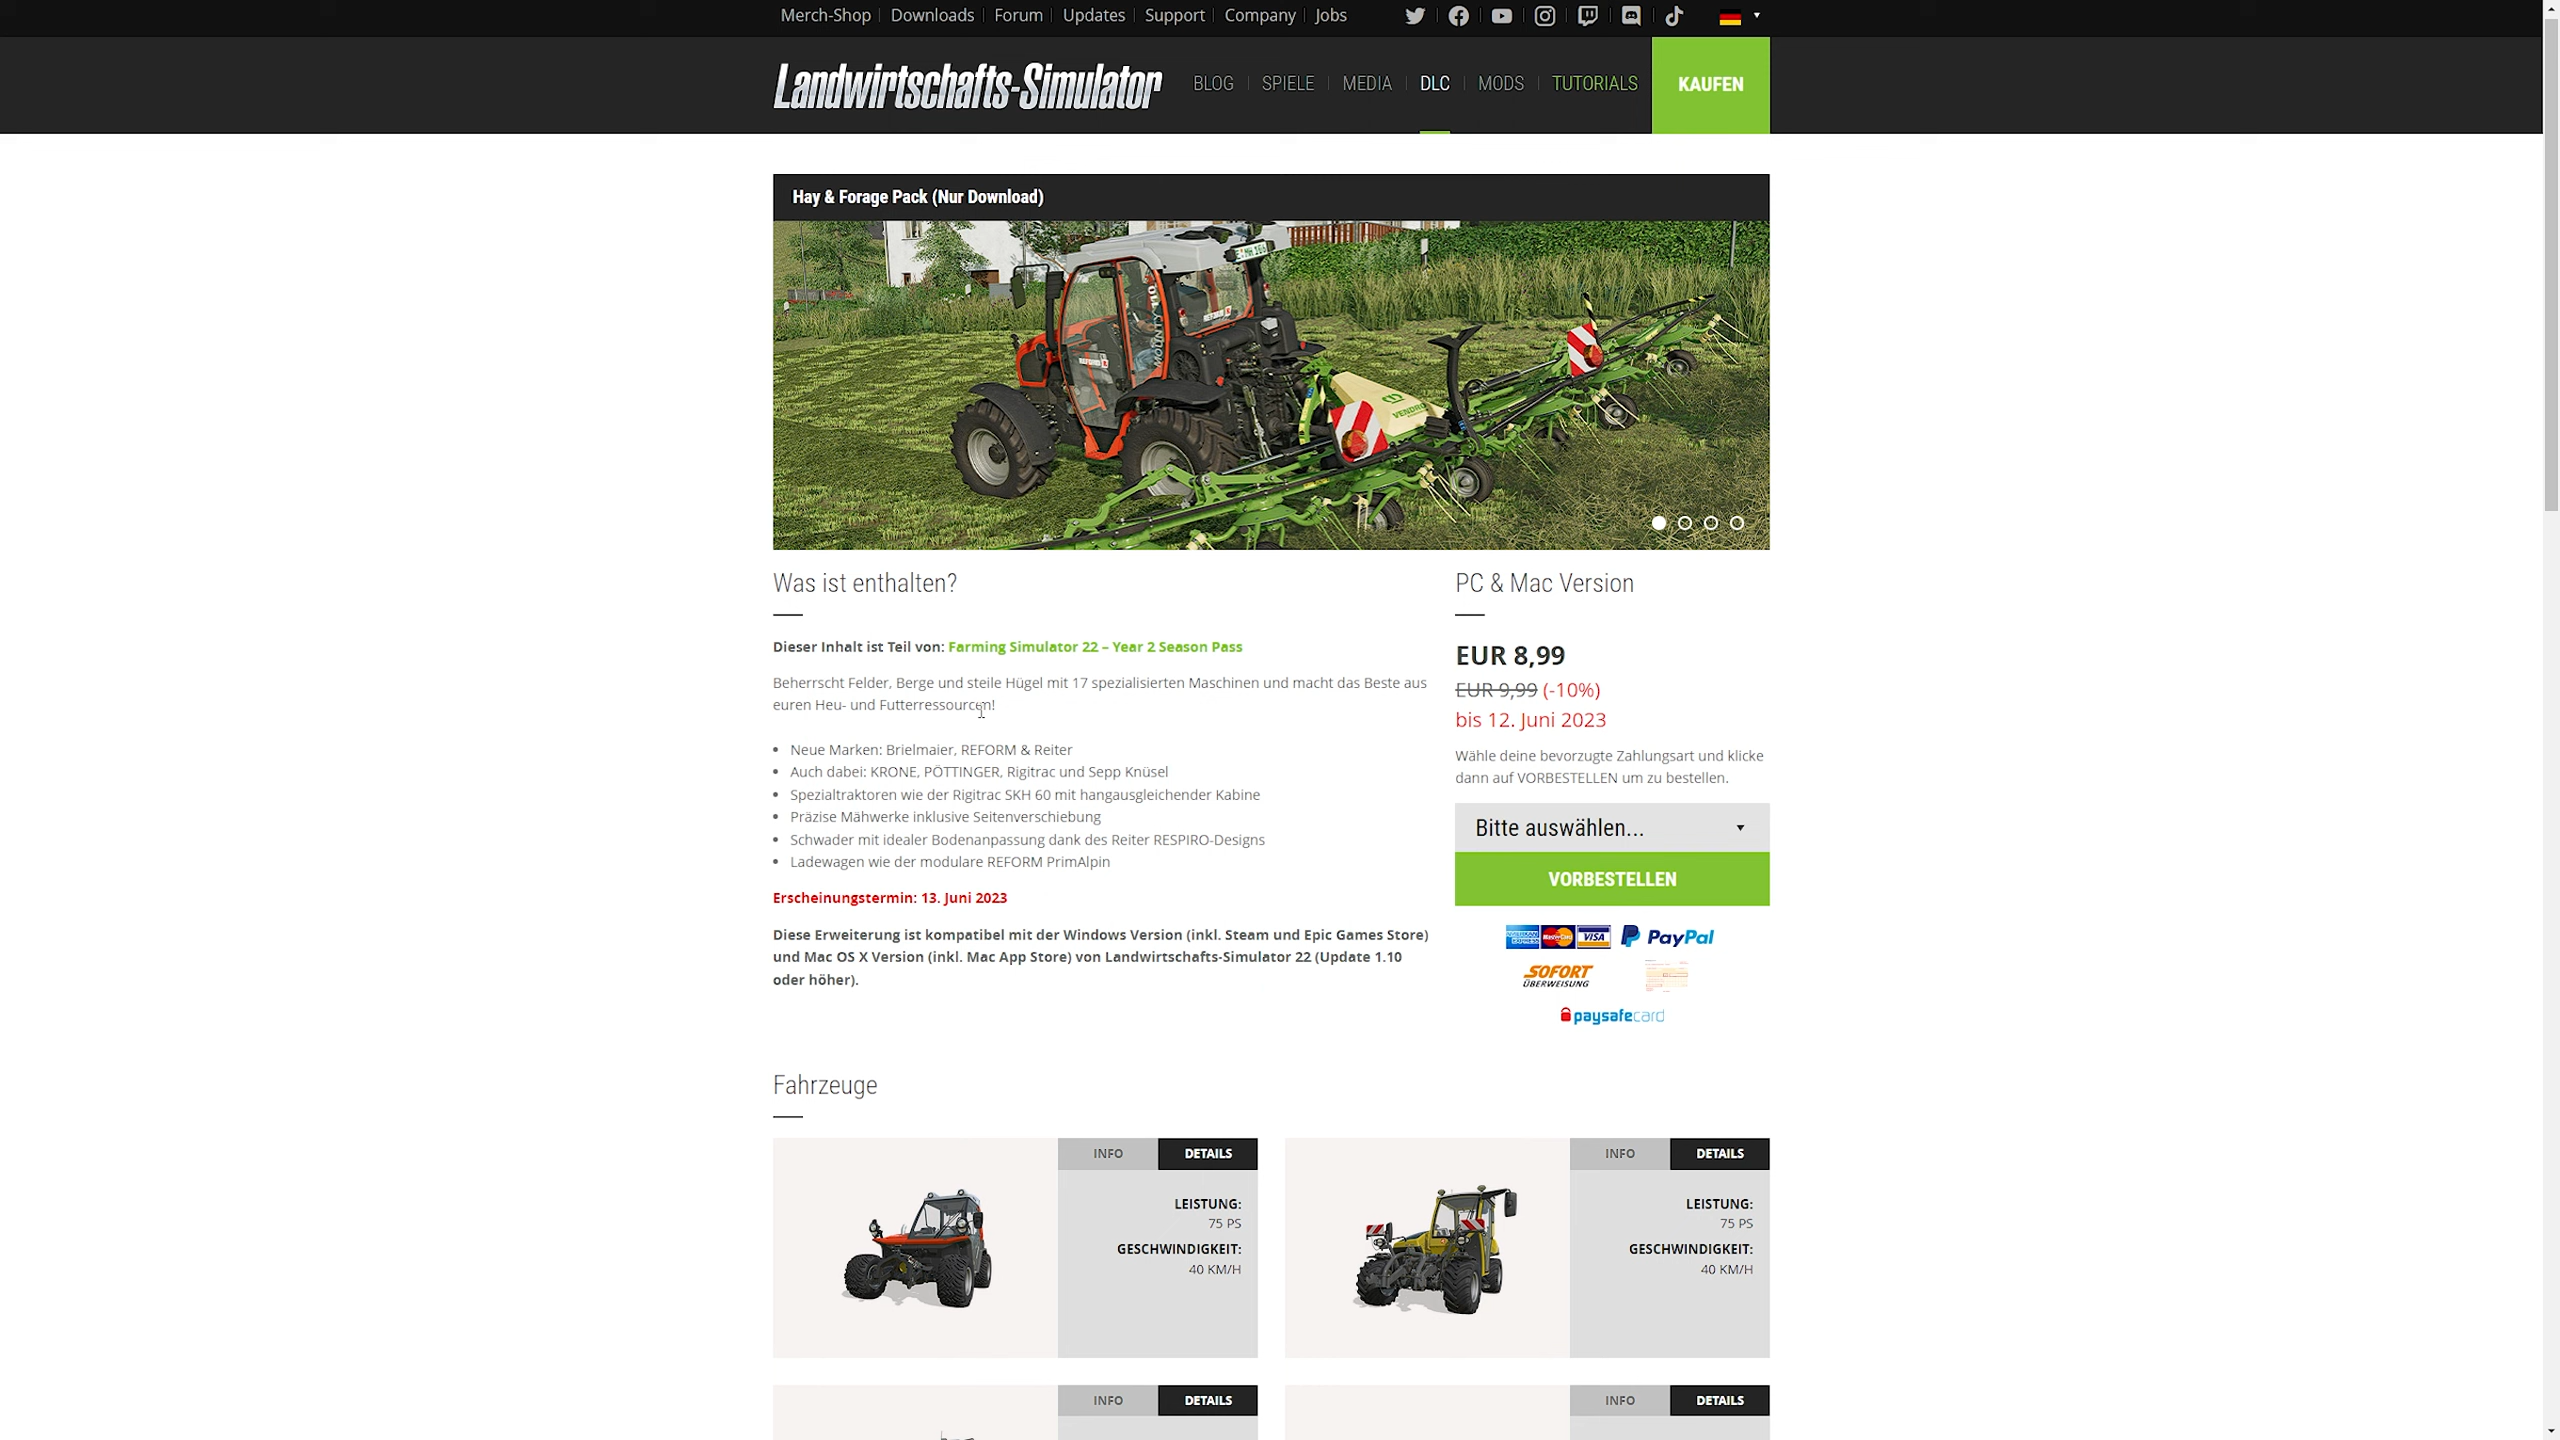 Merch-Shop Downloads Forum Updates Support Company Jobs
Landwirtschafts-Simulator
BLOG SPIELE MEDIA DLC MODS TUTORIALS KAUFEN
Hay & Forage Pack (Nur Download)
MOUNTY 110
VENDRO
Was ist enthalten?
Dieser Inhalt ist Teil von: Farming Simulator 22 – Year 2 Season Pass
Beherrscht Felder, Berge und steile Hügel mit 17 spezialisierten Maschinen und macht das Beste aus
euren Heu- und Futterressourcen!
• Neue Marken: Brielmaier, REFORM & Reiter
• Auch dabei: KRONE, PÖTTINGER, Rigitrac und Sepp Knüsel
• Spezialtraktoren wie der Rigitrac SKH 60 mit hangausgleichender Kabine
• Präzise Mähwerke inklusive Seitenverschiebung
• Schwader mit idealer Bodenanpassung dank des Reiter RESPIRO-Designs
• Ladewagen wie der modulare REFORM PrimAlpin
Erscheinungstermin: 13. Juni 2023
Diese Erweiterung ist kompatibel mit der Windows Version (inkl. Steam und Epic Games Store)
und Mac OS X Version (inkl. Mac App Store) von Landwirtschafts-Simulator 22 (Update 1.10
oder höher).
PC & Mac Version
EUR 8,99
EUR 9,99 (-10%)
bis 12. Juni 2023
Wähle deine bevorzugte Zahlungsart und klicke
dann auf VORBESTELLEN um zu bestellen.
Bitte auswählen...
VORBESTELLEN
AMERICAN EXPRESS MasterCard VISA PayPal
SOFORT
ÜBERWEISUNG
paysafecard
Fahrzeuge
INFO DETAILS
LEISTUNG:
75 PS
GESCHWINDIGKEIT:
40 KM/H
INFO DETAILS
LEISTUNG:
75 PS
GESCHWINDIGKEIT:
40 KM/H
INFO DETAILS
INFO DETAILS